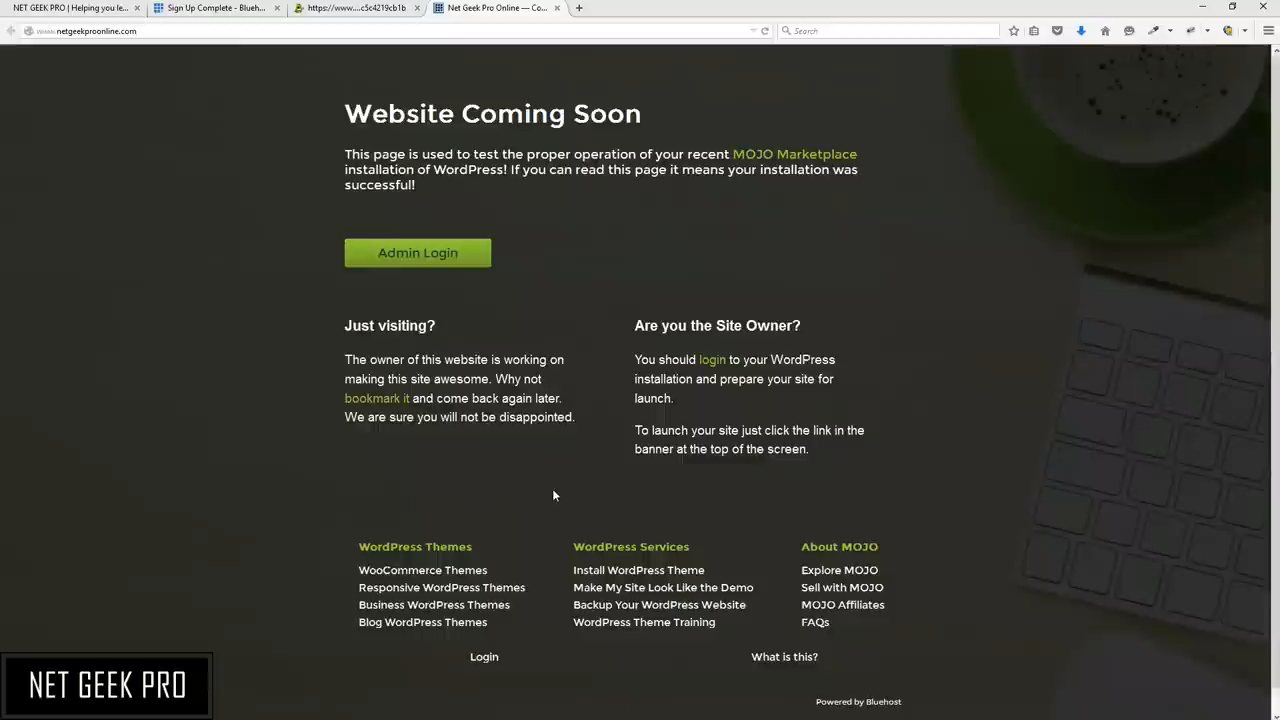 NET GEEK PRO | Helping you le...
Sign Up Complete - Blueh...
https://www....c5c4219cb1b
Net Geek Pro Online — Co...
www.netgeekproonline.com
Search
Website Coming Soon
This page is used to test the proper operation of your recent MOJO Marketplace
installation of WordPress! If you can read this page it means your installation was
successful!
Admin Login
Just visiting?
The owner of this website is working on
making this site awesome. Why not
bookmark it and come back again later.
We are sure you will not be disappointed.
Are you the Site Owner?
You should login to your WordPress
installation and prepare your site for
launch.
To launch your site just click the link in the
banner at the top of the screen.
WordPress Themes
WooCommerce Themes
Responsive WordPress Themes
Business WordPress Themes
Blog WordPress Themes
WordPress Services
Install WordPress Theme
Make My Site Look Like the Demo
Backup Your WordPress Website
WordPress Theme Training
About MOJO
Explore MOJO
Sell with MOJO
MOJO Affiliates
FAQs
Login
What is this?
NET GEEK PRO
Powered by Bluehost